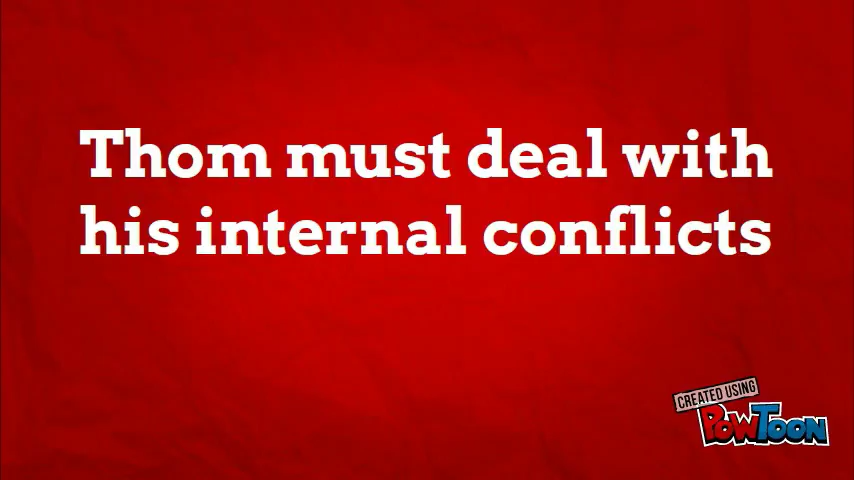 Thom must deal with
his internal conflicts
CREATED USING
POWTOON